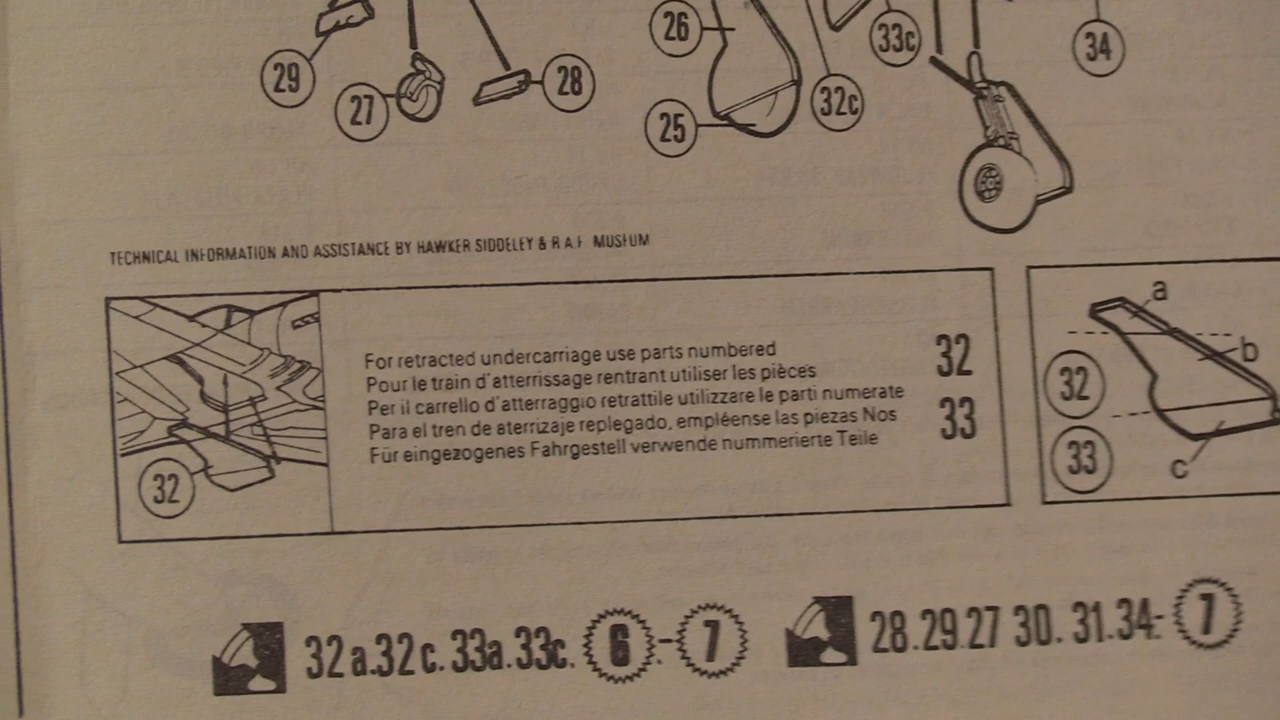 26
33c
34
29
27
28
32c
25
TECHNICAL INFORMATION AND ASSISTANCE BY HAWKER SIDDELEY & R.A.F. MUSEUM
For retracted undercarriage use parts numbered
Pour le train d'atterrissage rentrant utiliser les pièces
Per il carrello d'atterraggio retrattile utilizzare le parti numerate
Para el tren de aterrizaje replegado, empléense las piezas Nos
Für eingezogenes Fahrgestell verwende nummerierte Teile
32
33
32
a
b
c
32
33
32a.32c.33a.33c. 6.-7
28.29.27 30. 31.34:- 7